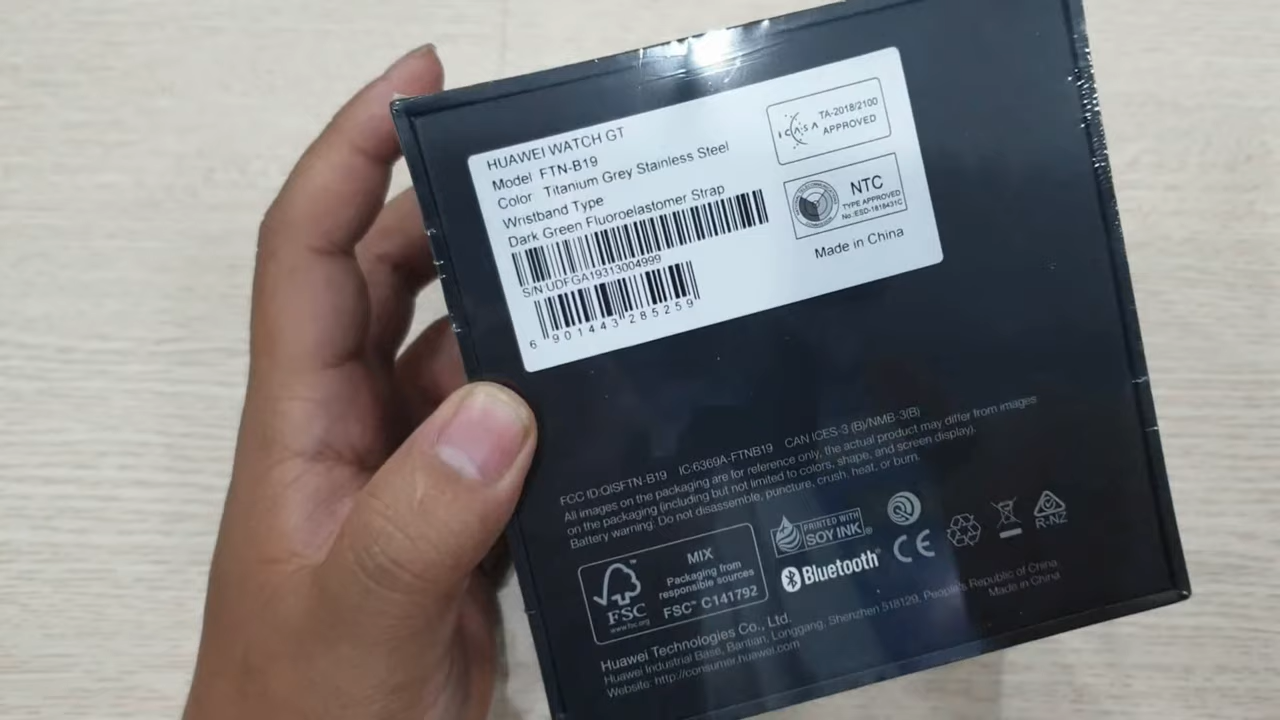 HUAWEI WATCH GT
Model FTN-B19
Color Titanium Grey Stainless Steel
Wristband Type
Dark Green Fluoroelastomer Strap
S/N UDFGA19313004999
6 901443 285259
ICASA
TA-2018/2100
APPROVED
NTC
TYPE APPROVED
No.:ESD-1818431C
Made in China
FCC ID:QISFTN-B19 IC:6369A-FTNB19 CAN ICES-3 (B)/NMB-3(B)
All images on the packaging are for reference only, the actual product may differ from images
on the packaging (including but not limited to colors, shape, and screen display).
Battery warning: Do not disassemble, puncture, crush, heat, or burn.
FSC
www.fsc.org
MIX
Packaging from
responsible sources
FSC™ C141792
PRINTED WITH
SOY INK®
Bluetooth®
CE
R-NZ
Huawei Technologies Co., Ltd.
Huawei Industrial Base, Bantian, Longgang, Shenzhen 518129, People's Republic of China
Website: http://consumer.huawei.com
Made in China